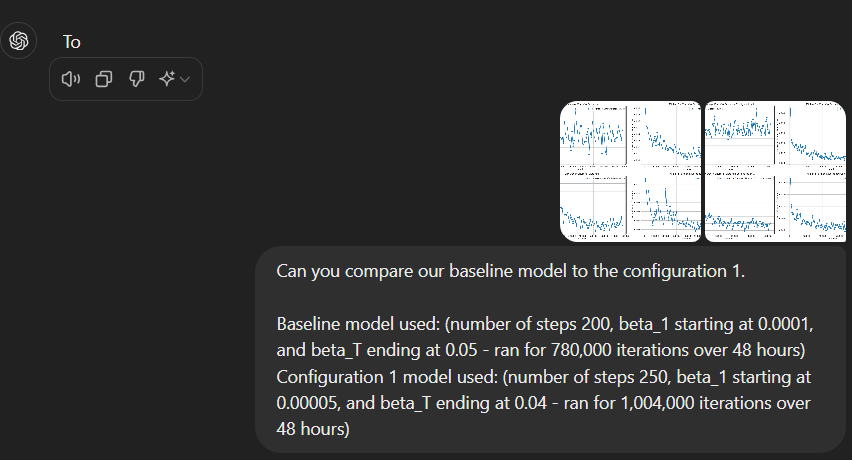 To
Can you compare our baseline model to the configuration 1.
Baseline model used: (number of steps 200, beta_1 starting at 0.0001,
and beta_T ending at 0.05 - ran for 780,000 iterations over 48 hours)
Configuration 1 model used: (number of steps 250, beta_1 starting at
0.00005, and beta_T ending at 0.04 - ran for 1,004,000 iterations over
48 hours)